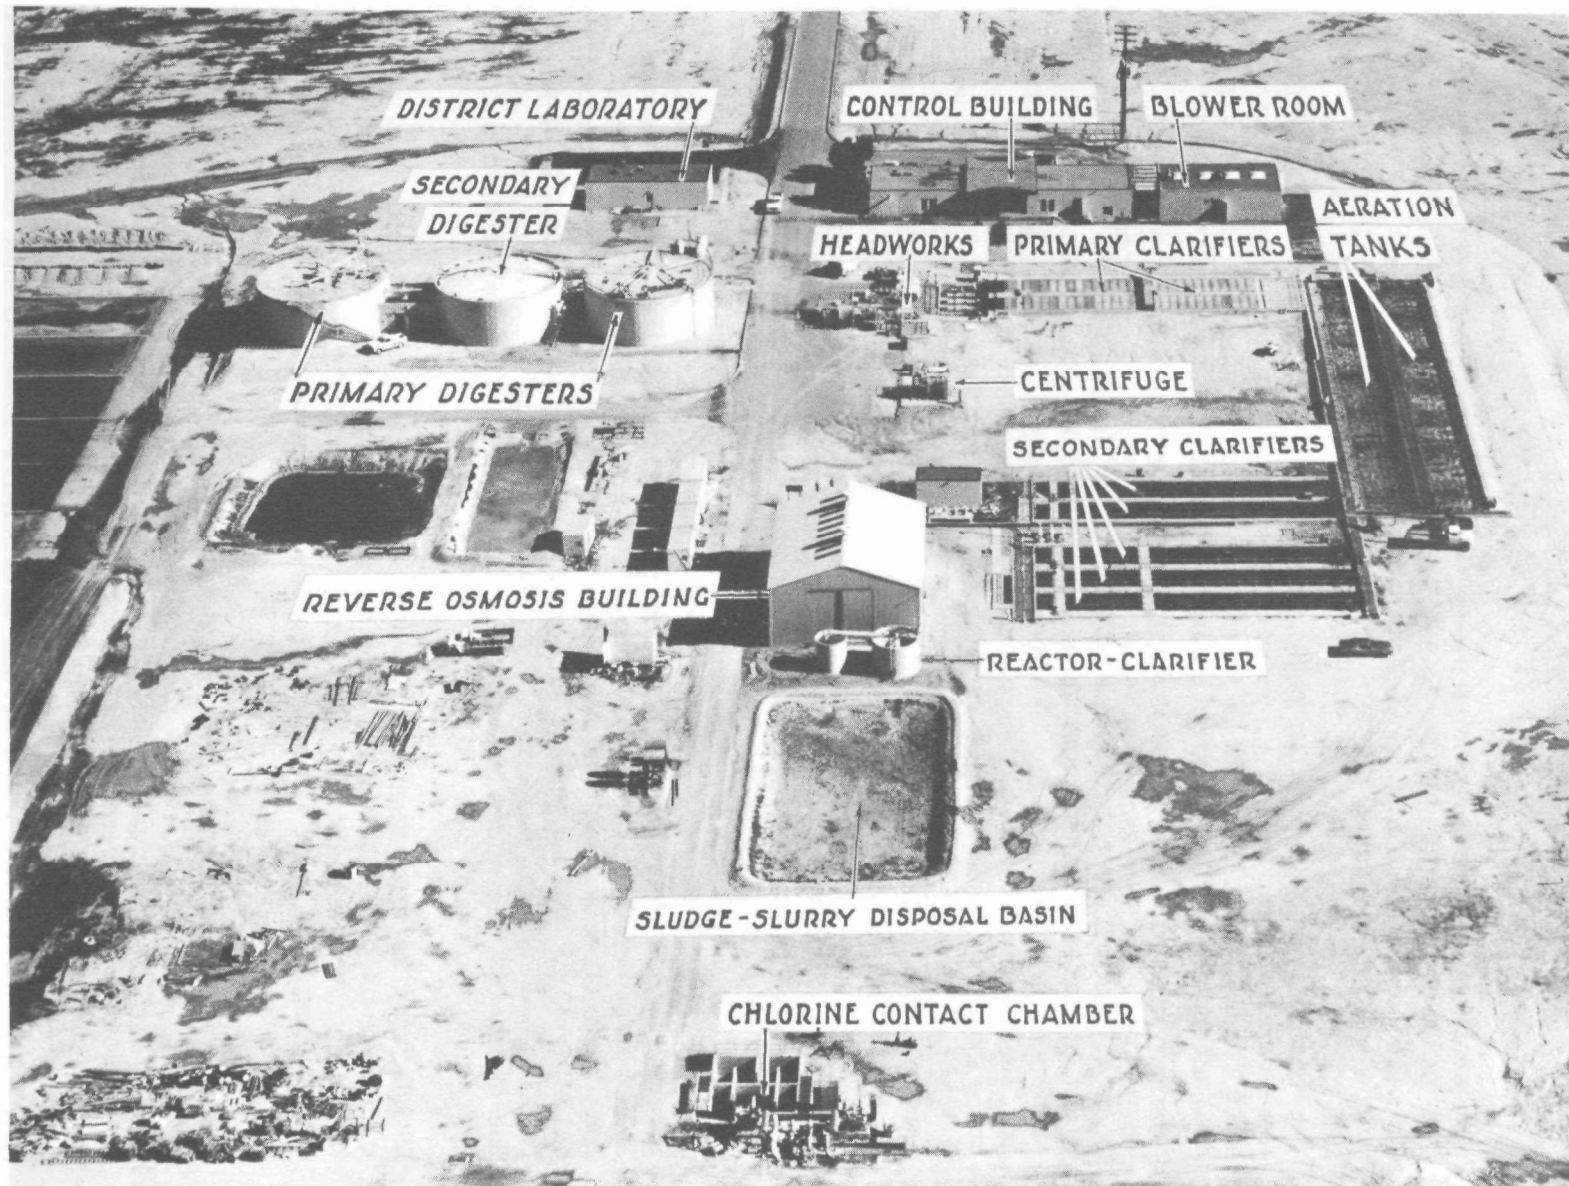 DISTRICT LABORATORY
CONTROL BUILDING
BLOWER ROOM
SECONDARY
DIGESTER
AERATION
TANKS
HEADWORKS
PRIMARY CLARIFIERS
PRIMARY DIGESTERS
CENTRIFUGE
SECONDARY CLARIFIERS
REVERSE OSMOSIS BUILDING
REACTOR-CLARIFIER
SLUDGE-SLURRY DISPOSAL BASIN
CHLORINE CONTACT CHAMBER